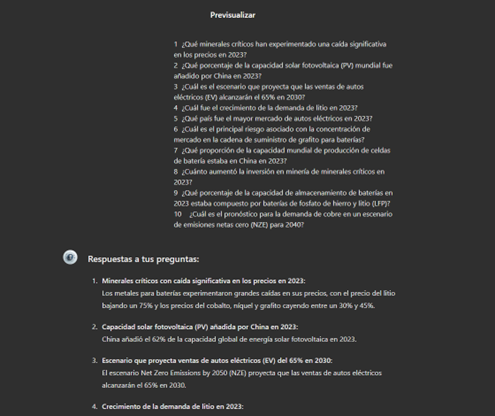 Previsualizar
1 ¿Qué minerales críticos han experimentado una caída significativa
en los precios en 2023?
2 ¿Qué porcentaje de la capacidad solar fotovoltaica (PV) mundial fue
añadido por China en 2023?
3 ¿Cuál es el escenario que proyecta que las ventas de autos
eléctricos (EV) alcanzarán el 65% en 2030?
4 ¿Cuál fue el crecimiento de la demanda de litio en 2023?
5 ¿Qué país fue el mayor mercado de autos eléctricos en 2023?
6 ¿Cuál es el principal riesgo asociado con la concentración de
mercado en la cadena de suministro de grafito para baterías?
7 ¿Qué proporción de la capacidad mundial de producción de celdas
de batería estaba en China en 2023?
8 ¿Cuánto aumentó la inversión en minería de minerales críticos en
2023?
9 ¿Qué porcentaje de la capacidad de almacenamiento de baterías en
2023 estaba compuesto por baterías de fosfato de hierro y litio (LFP)?
10 ¿Cuál es el pronóstico para la demanda de cobre en un escenario
de emisiones netas cero (NZE) para 2040?
Respuestas a tus preguntas:
1. Minerales críticos con caída significativa en los precios en 2023:
Los metales para baterías experimentaron grandes caídas en sus precios, con el precio del litio
bajando un 75% y los precios del cobalto, níquel y grafito cayendo entre un 30% y 45%.
2. Capacidad solar fotovoltaica (PV) añadida por China en 2023:
China añadió el 62% de la capacidad global de energía solar fotovoltaica en 2023.
3. Escenario que proyecta ventas de autos eléctricos (EV) del 65% en 2030:
El escenario Net Zero Emissions by 2050 (NZE) proyecta que las ventas de autos eléctricos
alcanzarán el 65% en 2030.
4. Crecimiento de la demanda de litio en 2023: